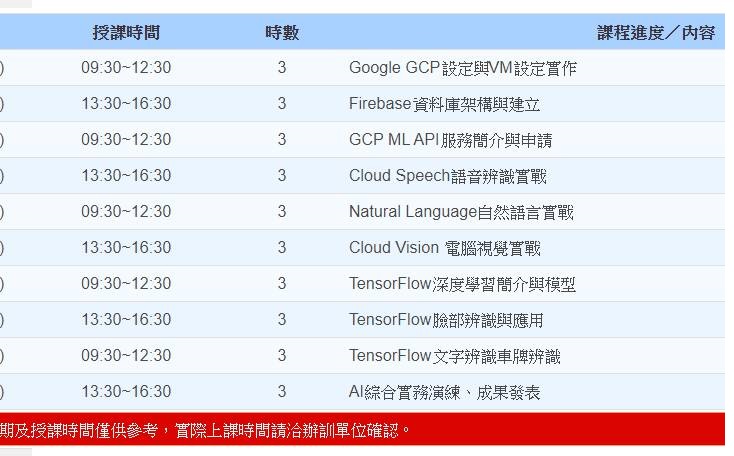 授課時間 時數 課程進度／內容
) 09:30~12:30 3 Google GCP設定與VM設定實作
) 13:30~16:30 3 Firebase資料庫架構與建立
) 09:30~12:30 3 GCP ML API服務簡介與申請
) 13:30~16:30 3 Cloud Speech語音辨識實戰
) 09:30~12:30 3 Natural Language自然語言實戰
) 13:30~16:30 3 Cloud Vision 電腦視覺實戰
) 09:30~12:30 3 TensorFlow深度學習簡介與模型
) 13:30~16:30 3 TensorFlow臉部辨識與應用
) 09:30~12:30 3 TensorFlow文字辨識車牌辨識
) 13:30~16:30 3 AI綜合實務演練、成果發表
期及授課時間僅供參考，實際上課時間請洽辦訓單位確認。